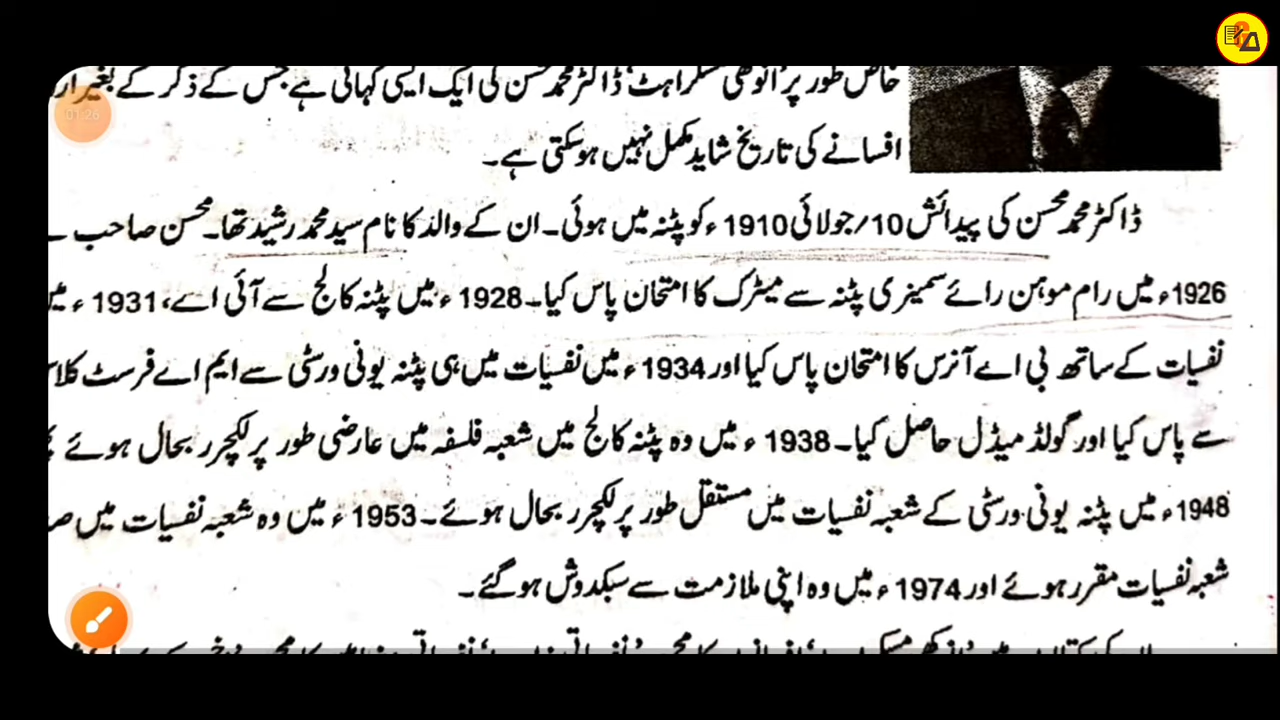 خاص طور پر 'انوکھی مسکراہٹ' ڈاکٹر محمد محسن کی ایک ایسی کہانی ہے جس کے ذکر کے بغیر
01:26
افسانے کی تاریخ شاید مکمل نہیں ہو سکتی ہے۔
ڈاکٹر محمد محسن کی پیدائش 10/جولائی 1910ء کو پٹنہ میں ہوئی۔ ان کے والد کا نام سید محمد رشید تھا۔ محسن صاحب
1926ء میں رام موہن رائے سمینری پٹنہ سے میٹرک کا امتحان پاس کیا۔ 1928ء میں پٹنہ کالج سے آئی اے، 1931ء
نفسیات کے ساتھ بی اے آنرس کا امتحان پاس کیا اور 1934ء میں نفسیات میں ہی پٹنہ یونی ورسٹی سے ایم اے فرسٹ
سے پاس کیا اور گولڈ میڈل حاصل کیا۔ 1938ء میں وہ پٹنہ کالج میں شعبہ فلسفہ میں عارضی طور پر لکچرر بحال ہوئے
1948ء میں پٹنہ یونی ورسٹی کے شعبہ نفسیات میں مستقل طور پر لکچرر بحال ہوئے۔ 1953ء میں وہ شعبہ نفسیات میں
شعبہ نفسیات مقرر ہوئے اور 1974ء میں وہ اپنی ملازمت سے سبکدوش ہو گئے۔